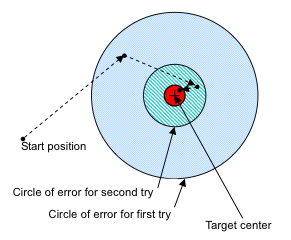 Start position
Circle of error for second try
Circle of error for first try
Target center